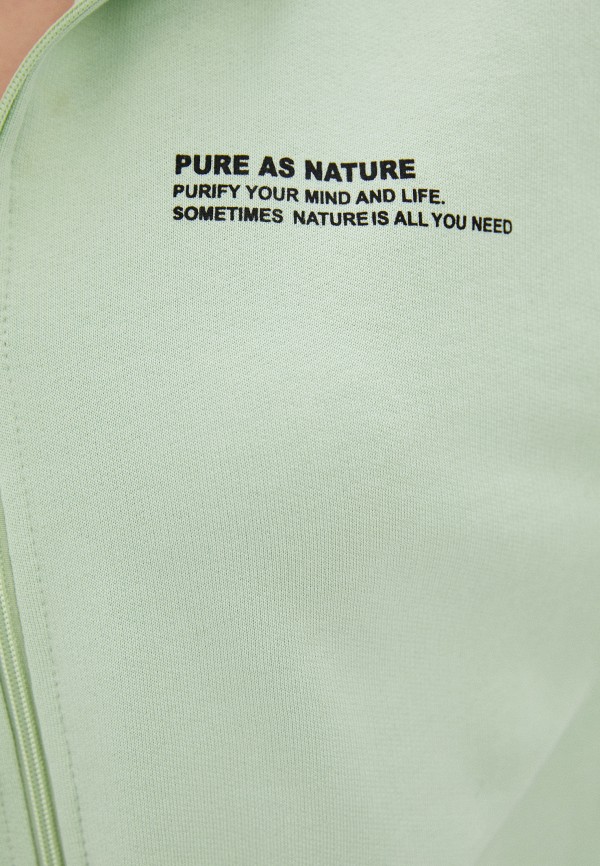 PURE AS NATURE
PURIFY YOUR MIND AND LIFE.
SOMETIMES NATURE IS ALL YOU NEED